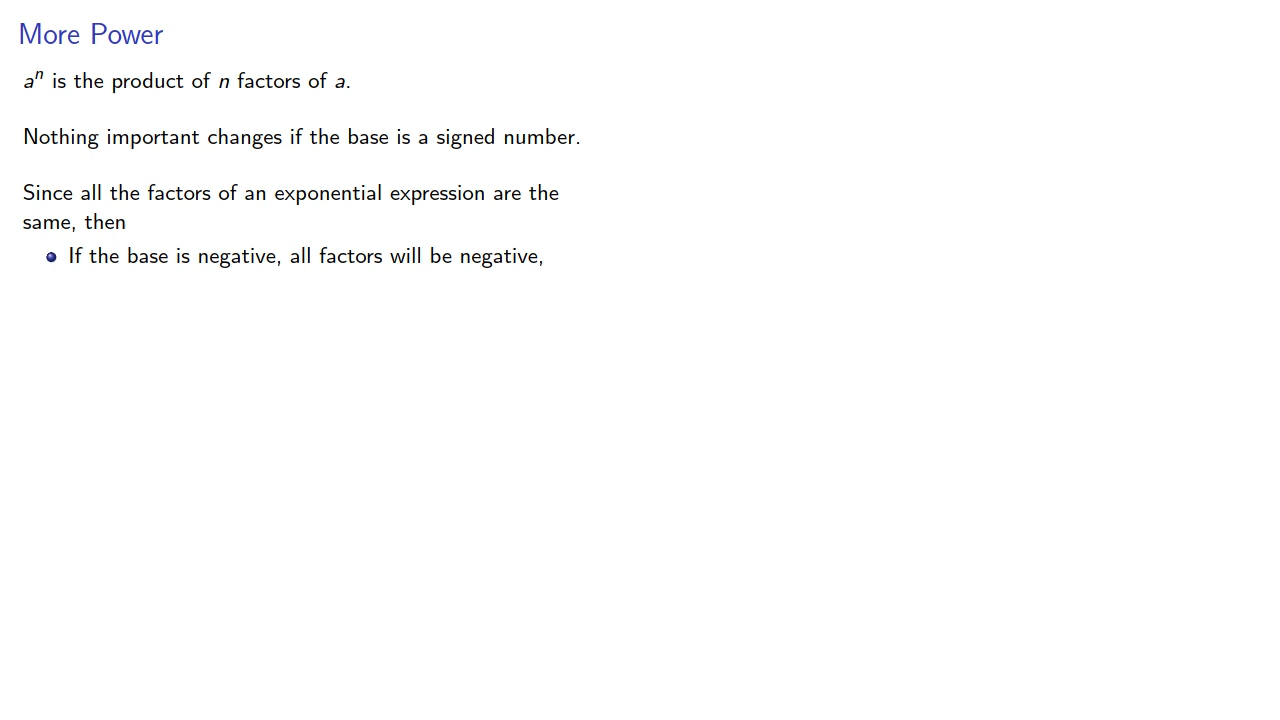 More Power
aⁿ is the product of n factors of a.
Nothing important changes if the base is a signed number.
Since all the factors of an exponential expression are the
same, then
If the base is negative, all factors will be negative,